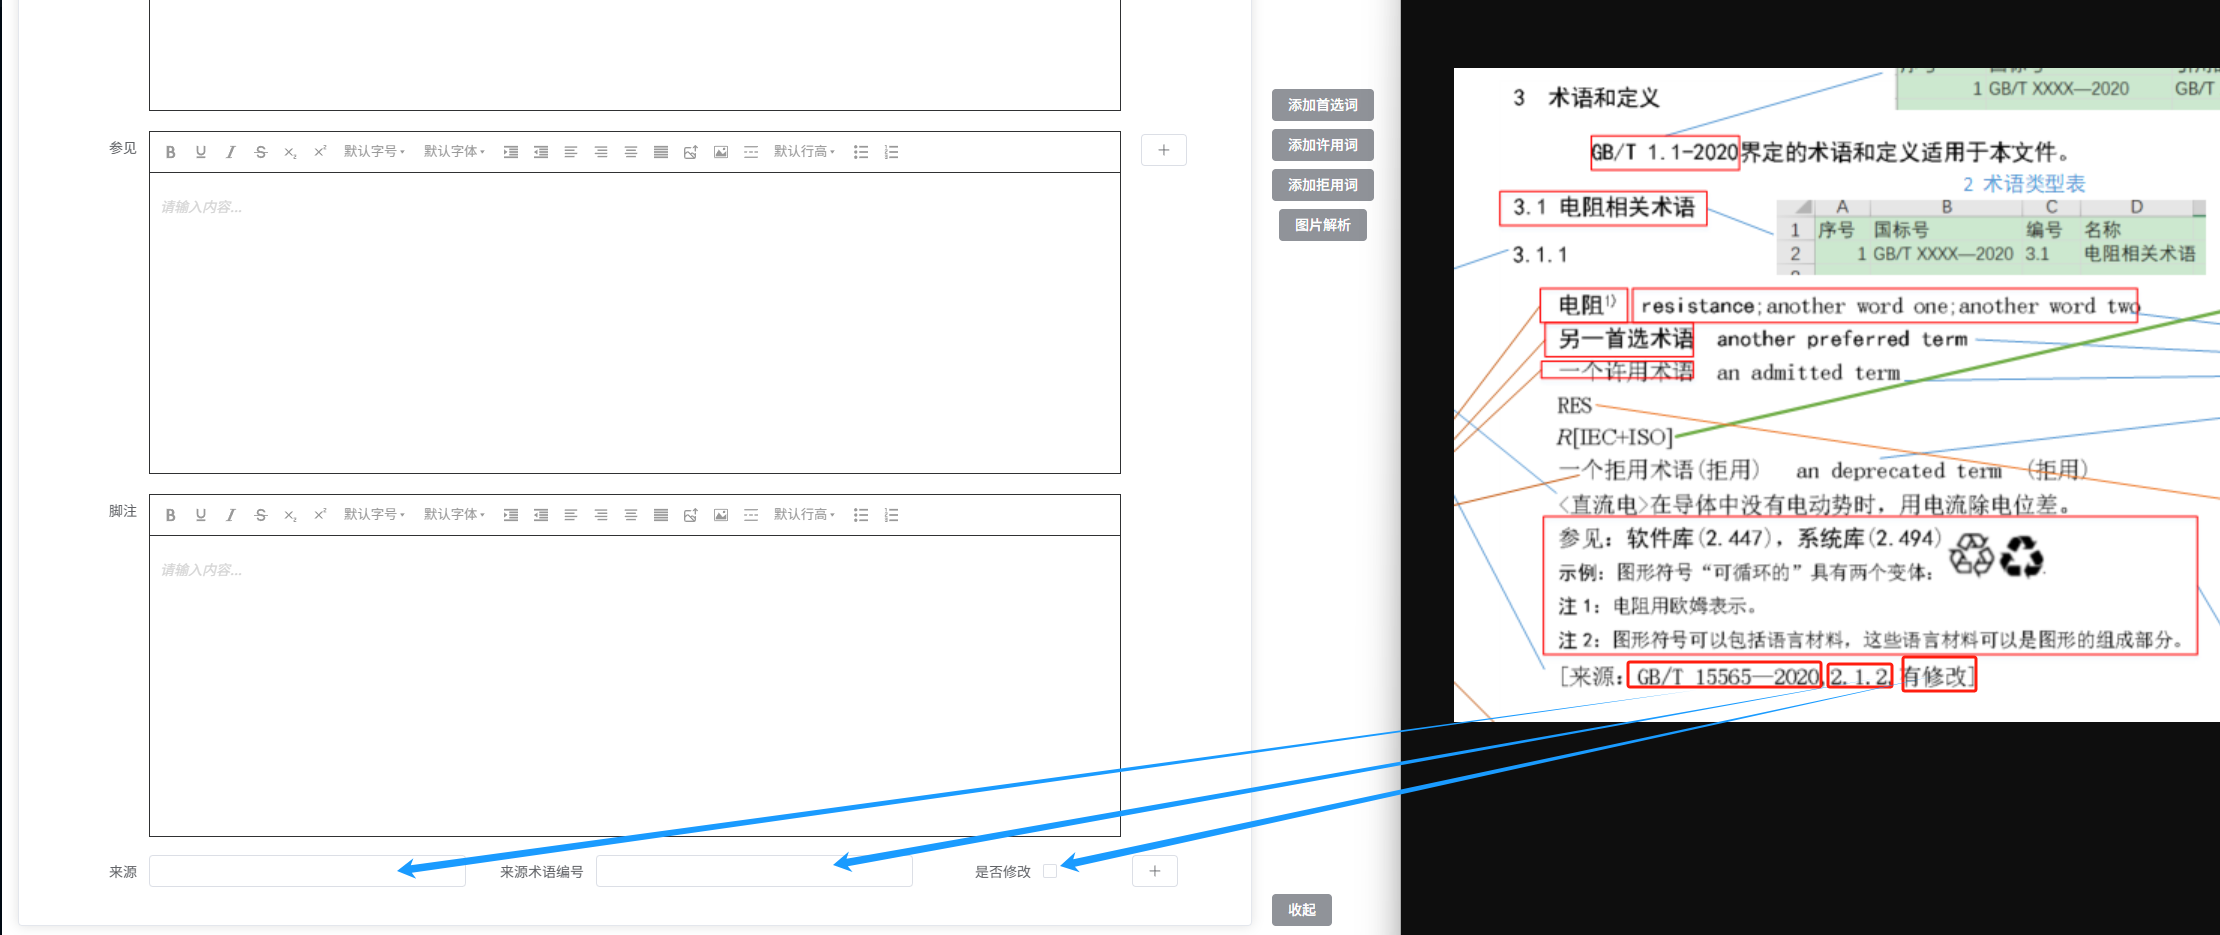 参见
B U I S x₂ x² 默认字号 默认字体 默认行高
+
请输入内容...
脚注
B U I S x₂ x² 默认字号 默认字体 默认行高
请输入内容...
来源
来源术语编号
是否修改
+
添加首选词
添加许用词
添加拒用词
图片解析
收起
1 GB/T XXXX—2020 GB/T
3 术语和定义
GB/T 1.1-2020界定的术语和定义适用于本文件。
2 术语类型表
A B C D
1 序号 国标号 编号 名称
2 1 GB/T XXXX—2020 3.1 电阻相关术语
3.1 电阻相关术语
3.1.1
电阻¹⁾ resistance;another word one;another word two
另一首选术语 another preferred term
一个许用术语 an admitted term
RES
R[IEC+ISO]
一个拒用术语(拒用) an deprecated term (拒用)
<直流电>在导体中没有电动势时，用电流除电位差。
参见：软件库(2.447)，系统库(2.494)
示例：图形符号“可循环的”具有两个变体：
注 1：电阻用欧姆表示。
注 2：图形符号可以包括语言材料，这些语言材料可以是图形的组成部分。
[来源：GB/T 15565—2020,2.1.2,有修改]